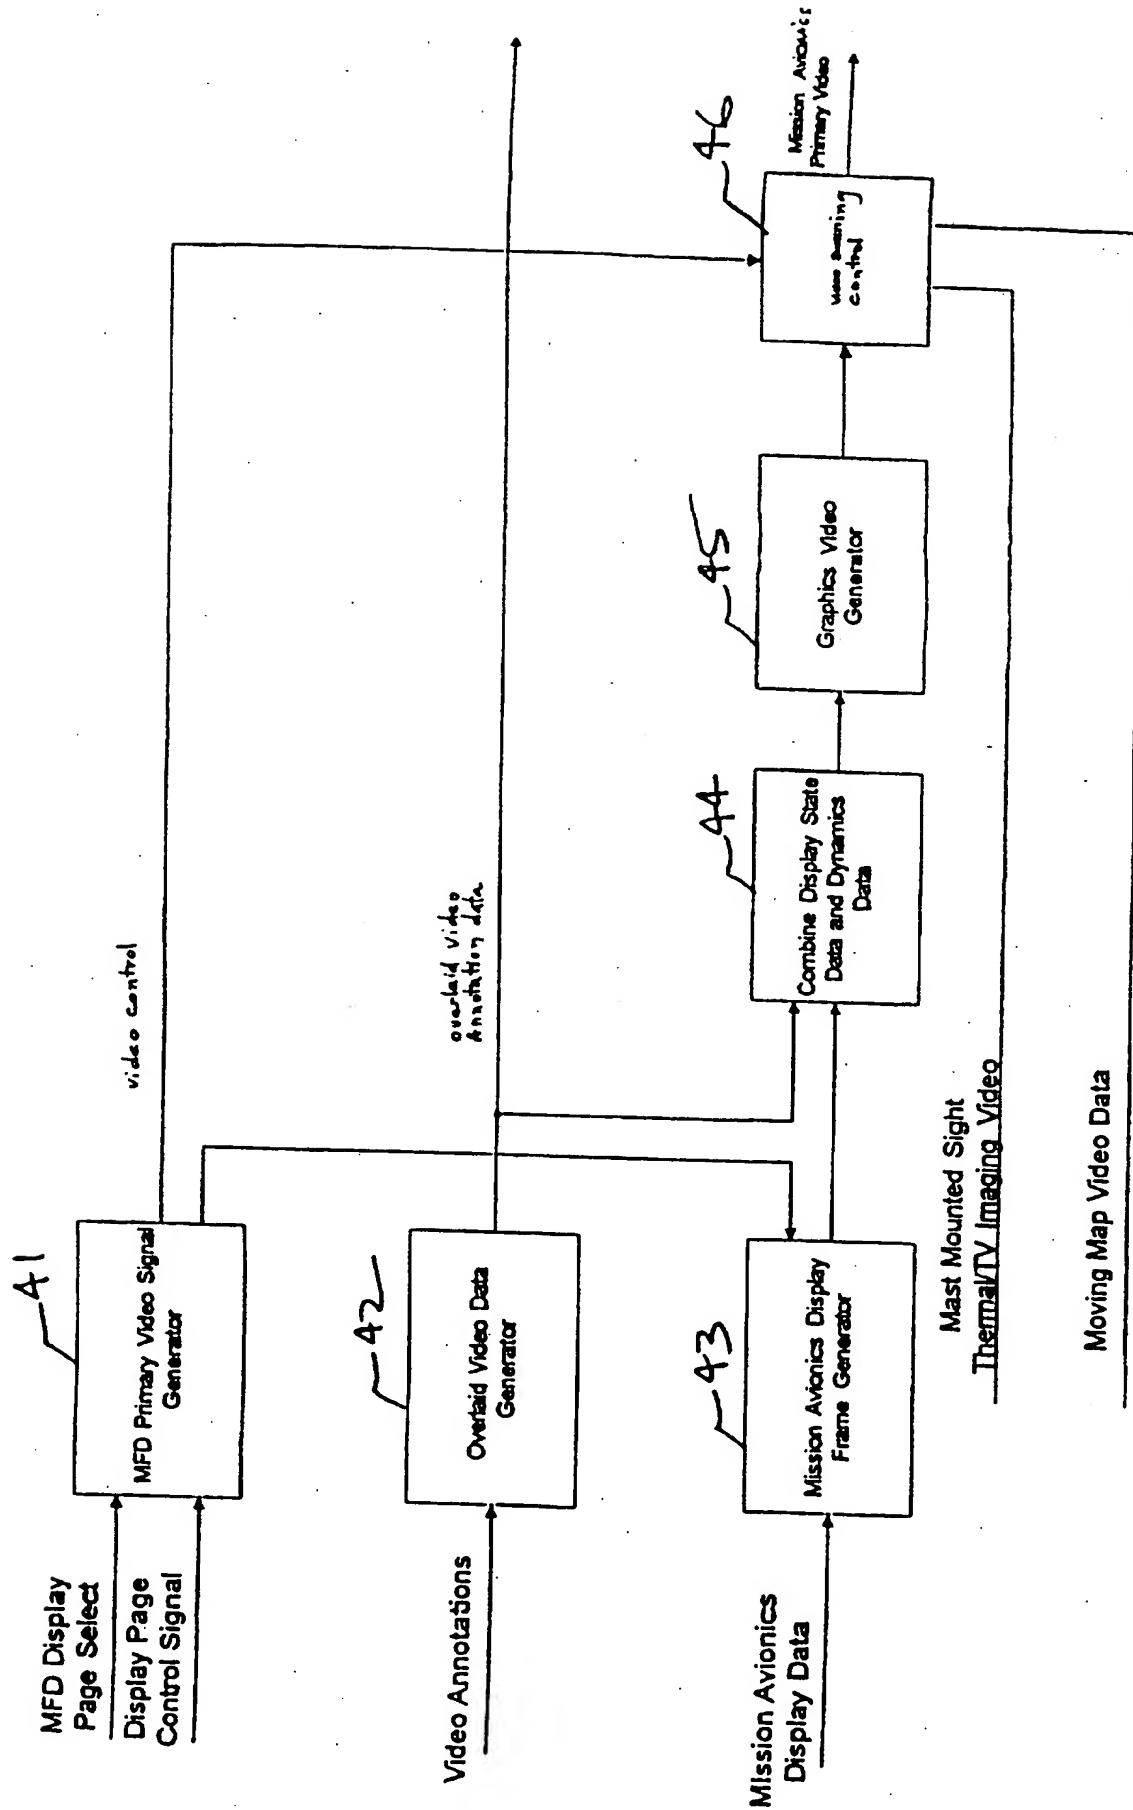 MFD Display
Page Select
Display Page
Control Signal
41
MFD Primary Video Signal
Generator
video control
Video Annotations
42
Overlaid Video Data
Generator
overlaid video
Annotation data
Mission Avionics
Display Data
43
Mission Avionics Display
Frame Generator
44
Combine Display State
Data and Dynamics
Data
45
Graphics Video
Generator
46
Video
Control
Mission Avionics
Primary Video
Mast Mounted Sight
Thermal/TV Imaging Video
Moving Map Video Data